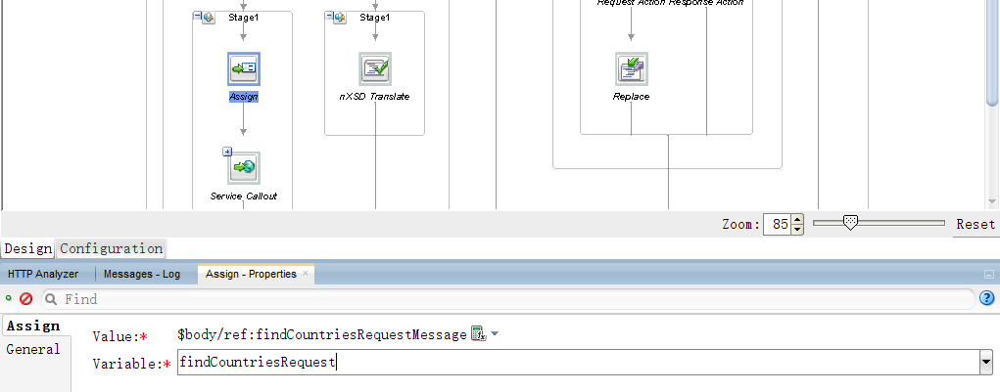 Request Action Response Action
Stage1
Stage1
Assign
nXSD Translate
Replace
Service Callout
Zoom: 85 Reset
Design Configuration
HTTP Analyzer Messages - Log Assign - Properties
Find
Assign
General
Value:* $body/ref:findCountriesRequestMessage
Variable:* findCountriesRequest